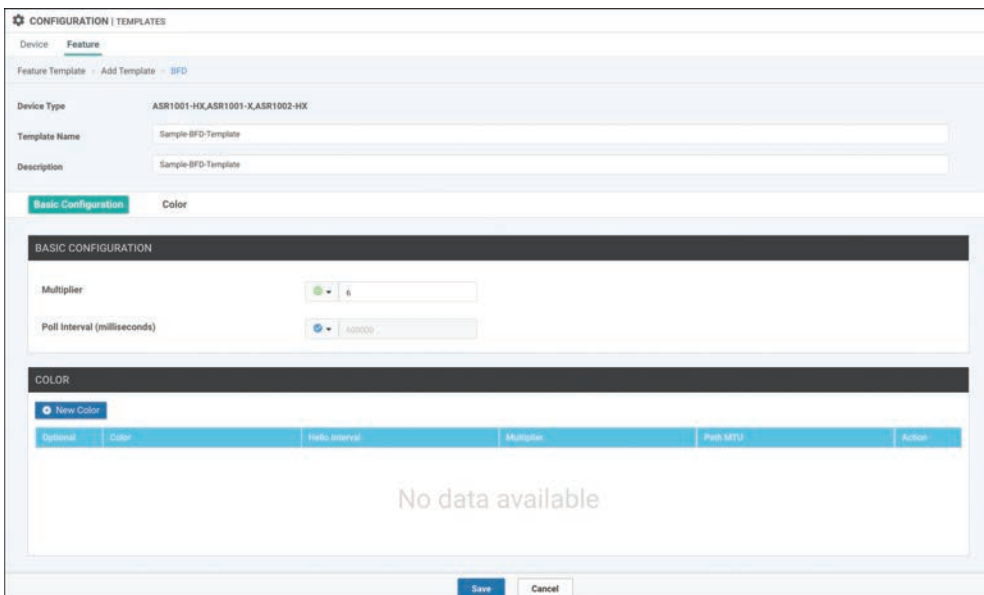 CONFIGURATION | TEMPLATES
Device Feature
Feature Template Add Template BFD
Device Type ASR1001-HX,ASR1001-X,ASR1002-HX
Template Name Sample-BFD-Template
Description Sample-BFD-Template
Basic Configuration Color
BASIC CONFIGURATION
Multiplier 6
Poll Interval (milliseconds) 600000
COLOR
New Color
Optional Color Hello Interval Multiplier Path MTU Action
No data available
Save Cancel